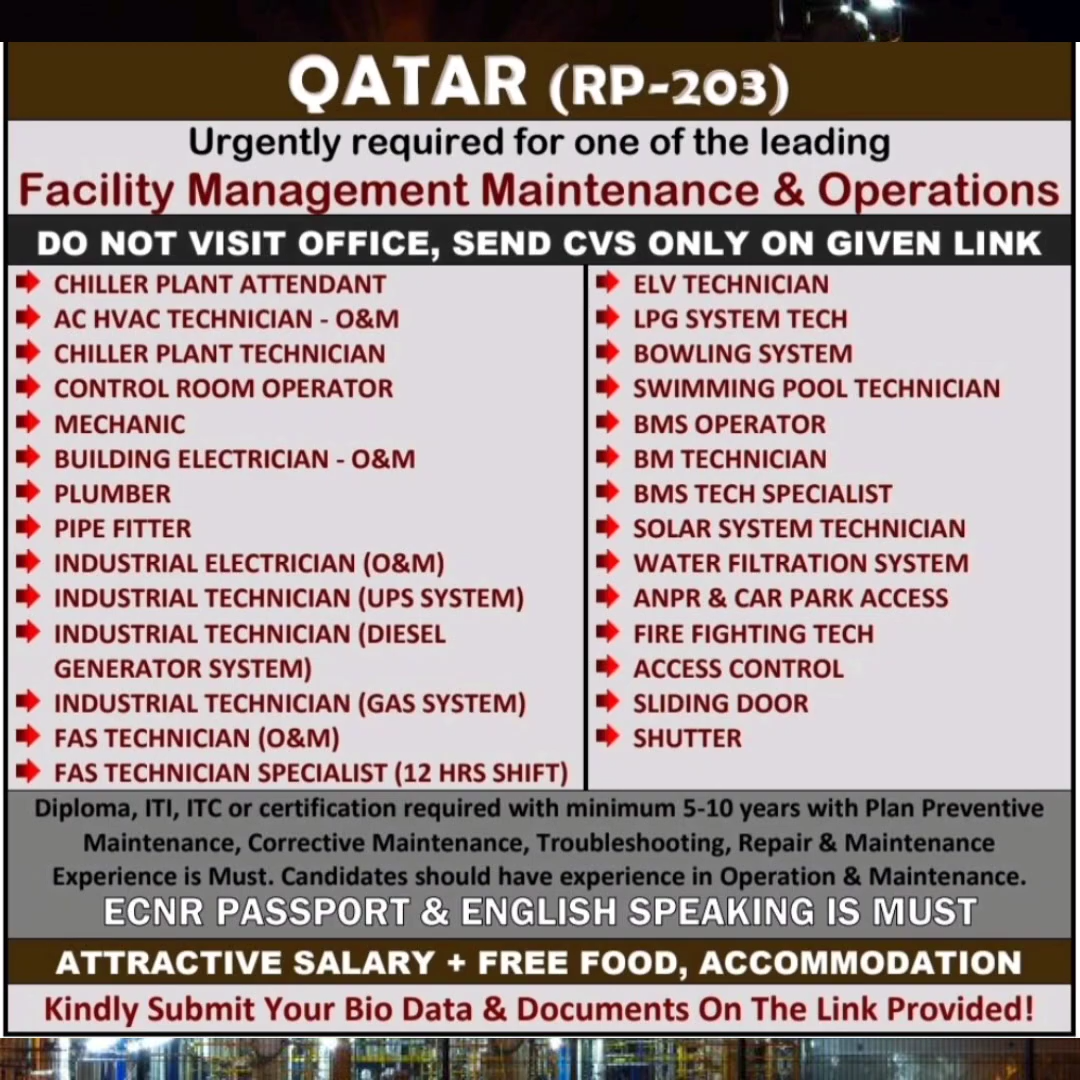 QATAR (RP-203)
Urgently required for one of the leading
Facility Management Maintenance & Operations
DO NOT VISIT OFFICE, SEND CVS ONLY ON GIVEN LINK
CHILLER PLANT ATTENDANT
AC HVAC TECHNICIAN - O&M
CHILLER PLANT TECHNICIAN
CONTROL ROOM OPERATOR
MECHANIC
BUILDING ELECTRICIAN - O&M
PLUMBER
PIPE FITTER
INDUSTRIAL ELECTRICIAN (O&M)
INDUSTRIAL TECHNICIAN (UPS SYSTEM)
INDUSTRIAL TECHNICIAN (DIESEL
GENERATOR SYSTEM)
INDUSTRIAL TECHNICIAN (GAS SYSTEM)
FAS TECHNICIAN (O&M)
FAS TECHNICIAN SPECIALIST (12 HRS SHIFT)
ELV TECHNICIAN
LPG SYSTEM TECH
BOWLING SYSTEM
SWIMMING POOL TECHNICIAN
BMS OPERATOR
BM TECHNICIAN
BMS TECH SPECIALIST
SOLAR SYSTEM TECHNICIAN
WATER FILTRATION SYSTEM
ANPR & CAR PARK ACCESS
FIRE FIGHTING TECH
ACCESS CONTROL
SLIDING DOOR
SHUTTER
Diploma, ITI, ITC or certification required with minimum 5-10 years with Plan Preventive
Maintenance, Corrective Maintenance, Troubleshooting, Repair & Maintenance
Experience is Must. Candidates should have experience in Operation & Maintenance.
ECNR PASSPORT & ENGLISH SPEAKING IS MUST
ATTRACTIVE SALARY + FREE FOOD, ACCOMMODATION
Kindly Submit Your Bio Data & Documents On The Link Provided!